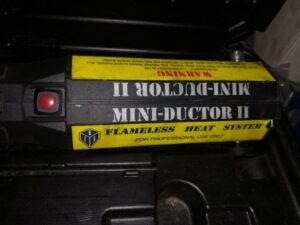 WARNING
MINI-DUCTOR II
MINI-DUCTOR II
FLAMELESS HEAT SYSTEM
FOR PROFESSIONAL USE ONLY